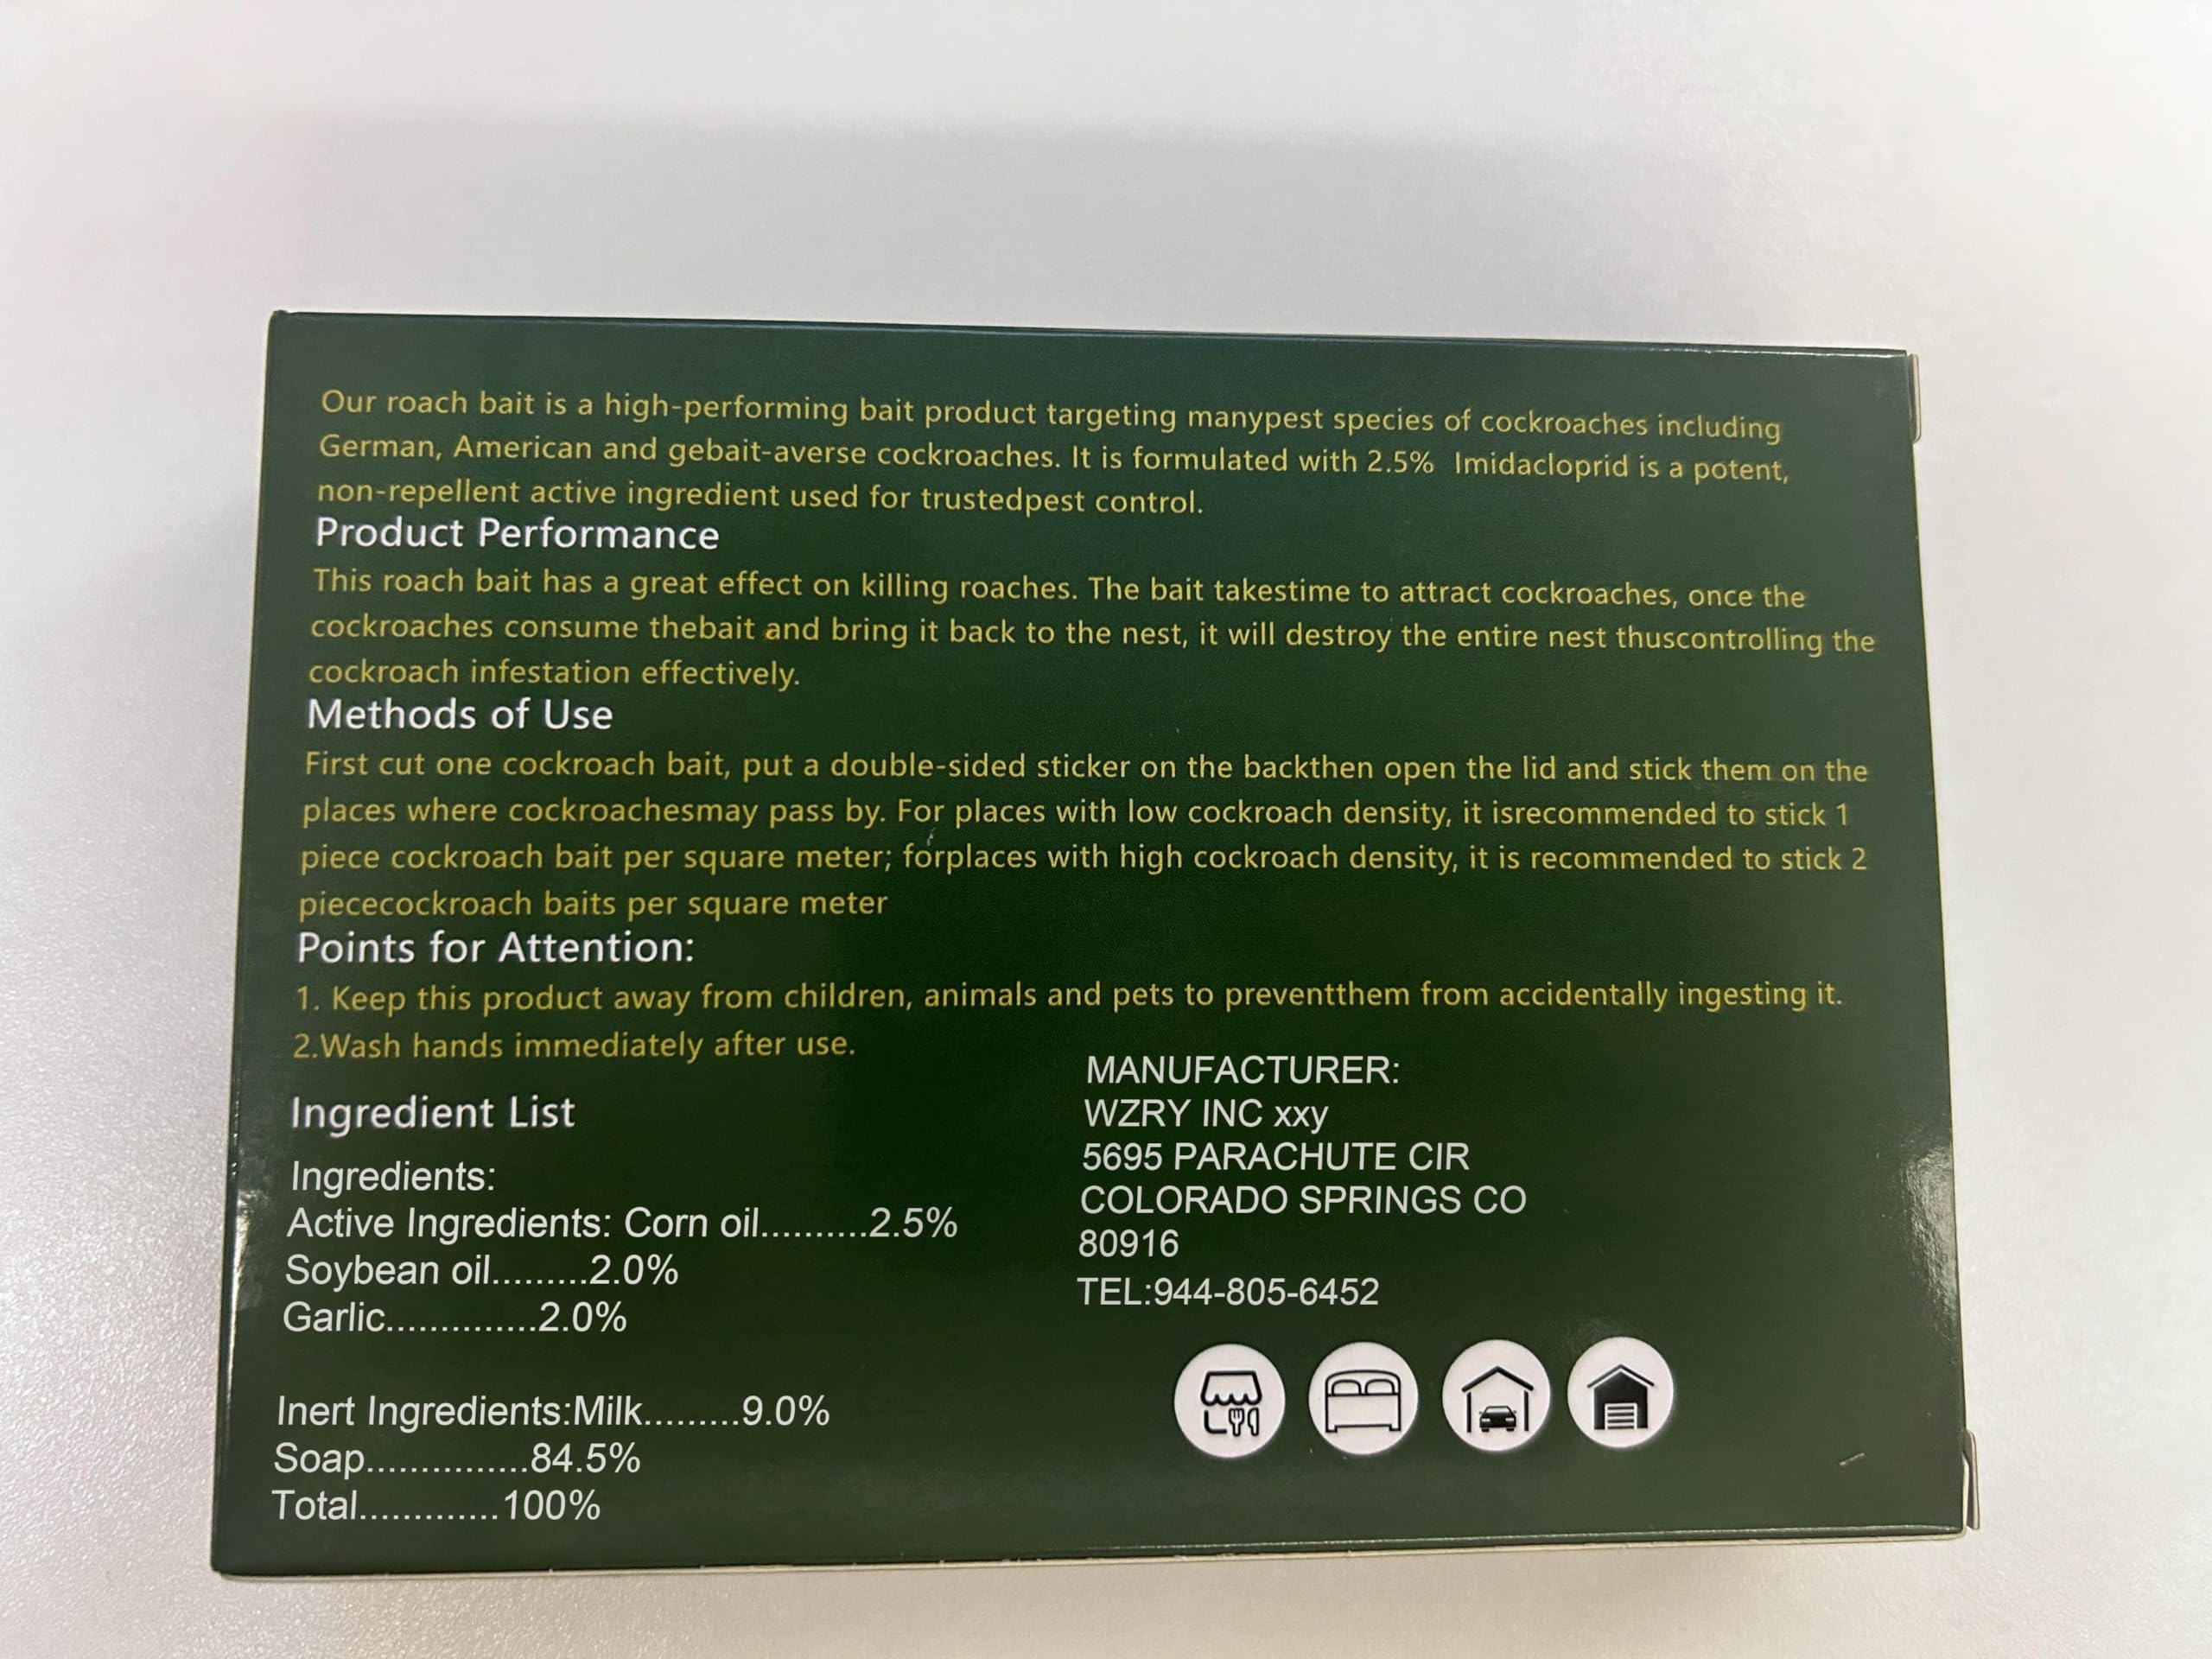 Our roach bait is a high-performing bait product targeting manypest species of cockroaches including
German, American and gebait-averse cockroaches. It is formulated with 2.5% Imidacloprid is a potent,
non-repellent active ingredient used for trustedpest control.
Product Performance
This roach bait has a great effect on killing roaches. The bait takestime to attract cockroaches, once the
cockroaches consume thebait and bring it back to the nest, it will destroy the entire nest thuscontrolling the
cockroach infestation effectively.
Methods of Use
First cut one cockroach bait, put a double-sided sticker on the backthen open the lid and stick them on the
places where cockroachesmay pass by. For places with low cockroach density, it isrecommended to stick 1
piece cockroach bait per square meter; forplaces with high cockroach density, it is recommended to stick 2
piececockroach baits per square meter
Points for Attention:
1. Keep this product away from children, animals and pets to preventthem from accidentally ingesting it.
2.Wash hands immediately after use.
Ingredient List
Ingredients:
Active Ingredients: Corn oil..........2.5%
Soybean oil.........2.0%
Garlic..............2.0%
Inert Ingredients:Milk.........9.0%
Soap...............84.5%
Total.............100%
MANUFACTURER:
WZRY INC xxy
5695 PARACHUTE CIR
COLORADO SPRINGS CO
80916
TEL:944-805-6452